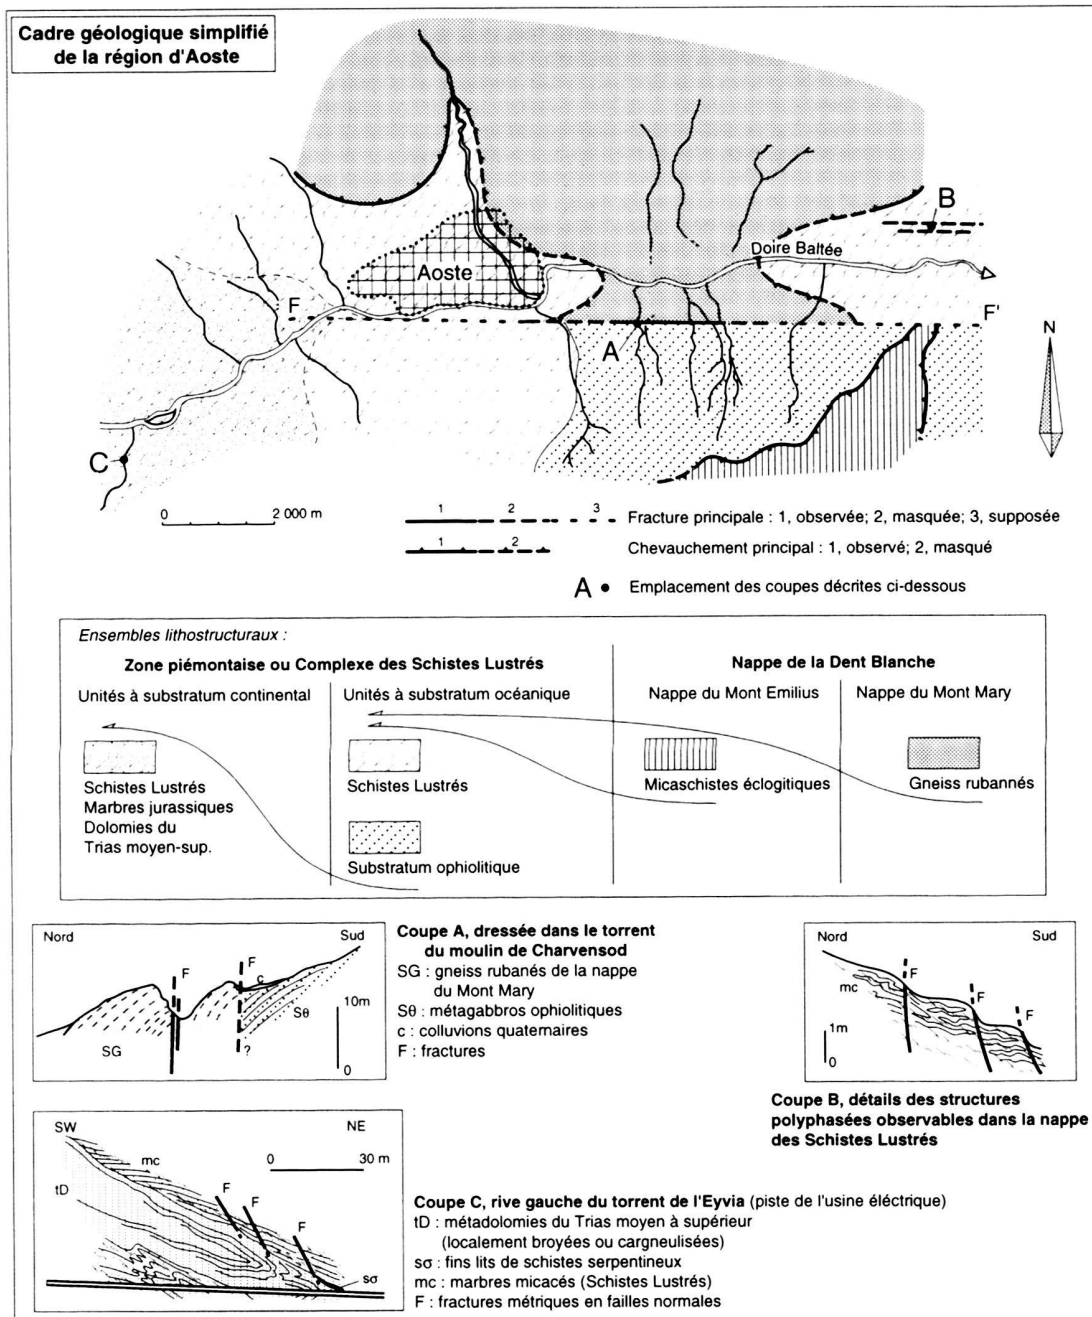 Cadre géologique simplifié
de la région d'Aoste
B
Doire Baltée
Aoste
F
F'
A
N
C
0 2 000 m
1 2 3
Fracture principale : 1, observée; 2, masquée; 3, supposée
1 2
Chevauchement principal : 1, observé; 2, masqué
A • Emplacement des coupes décrites ci-dessous
Ensembles lithostructuraux :
Zone piémontaise ou Complexe des Schistes Lustrés
Nappe de la Dent Blanche
Unités à substratum continental
Unités à substratum océanique
Nappe du Mont Emilius
Nappe du Mont Mary
Schistes Lustrés
Marbres jurassiques
Dolomies du
Trias moyen-sup.
Schistes Lustrés
Substratum ophiolitique
Micaschistes éclogitiques
Gneiss rubannés
Nord Sud
F
F
c
Sθ
SG
?
10m
0
Coupe A, dressée dans le torrent
du moulin de Charvensod
SG : gneiss rubanés de la nappe
du Mont Mary
Sθ : métagabbros ophiolitiques
c : colluvions quaternaires
F : fractures
Nord Sud
mc
F
F
F
1m
0
Coupe B, détails des structures
polyphasées observables dans la nappe
des Schistes Lustrés
SW NE
mc
0 30 m
tD
F
F
F
sσ
Coupe C, rive gauche du torrent de l'Eyvia (piste de l'usine éléctrique)
tD : métadolomies du Trias moyen à supérieur
(localement broyées ou cargneulisées)
sσ : fins lits de schistes serpentineux
mc : marbres micacés (Schistes Lustrés)
F : fractures métriques en failles normales